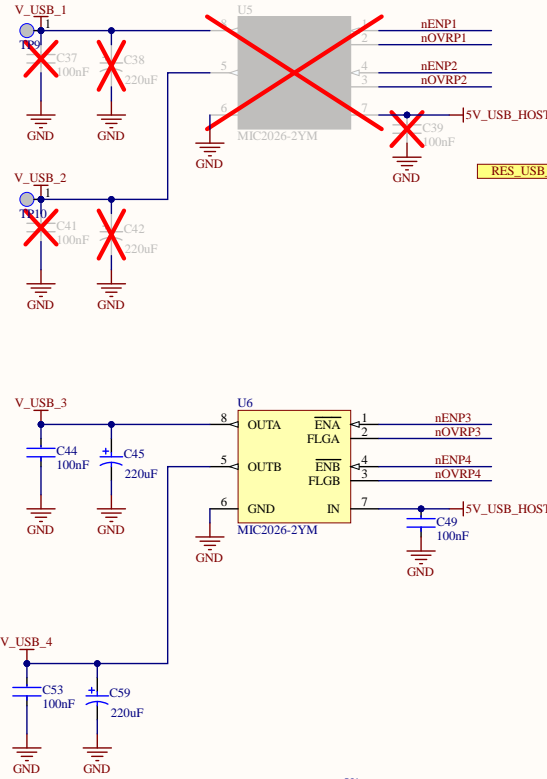 V_USB_1
1
TP9
C37
100nF
C38
220uF
GND
GND
U5
8
5
6
1
2
4
3
7
MIC2026-2YM
GND
nENP1
nOVRP1
nENP2
nOVRP2
5V_USB_HOST
C39
100nF
GND
RES_USB_
V_USB_2
1
TP10
C41
100nF
C42
220uF
GND
GND
V_USB_3
C44
100nF
C45
220uF
GND
GND
U6
8 OUTA ENA 1
FLGA 2
5 OUTB ENB 4
FLGB 3
6 GND IN 7
MIC2026-2YM
GND
nENP3
nOVRP3
nENP4
nOVRP4
5V_USB_HOST
C49
100nF
GND
V_USB_4
C53
100nF
C59
220uF
GND
GND